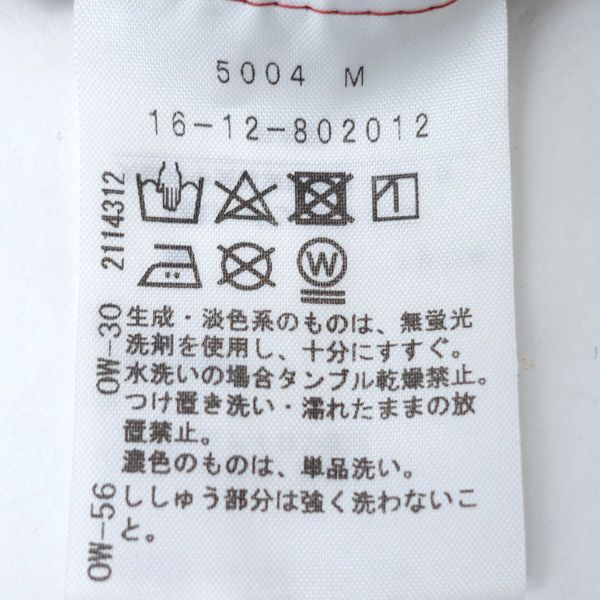 5004 M
16-12-802012
2114312
W
OW-30
生成・淡色系のものは、無蛍光
洗剤を使用し、十分にすすぐ。
水洗いの場合タンブル乾燥禁止。
つけ置き洗い・濡れたままの放
置禁止。
濃色のものは、単品洗い。
OW-56
ししゅう部分は強く洗わないこ
と。